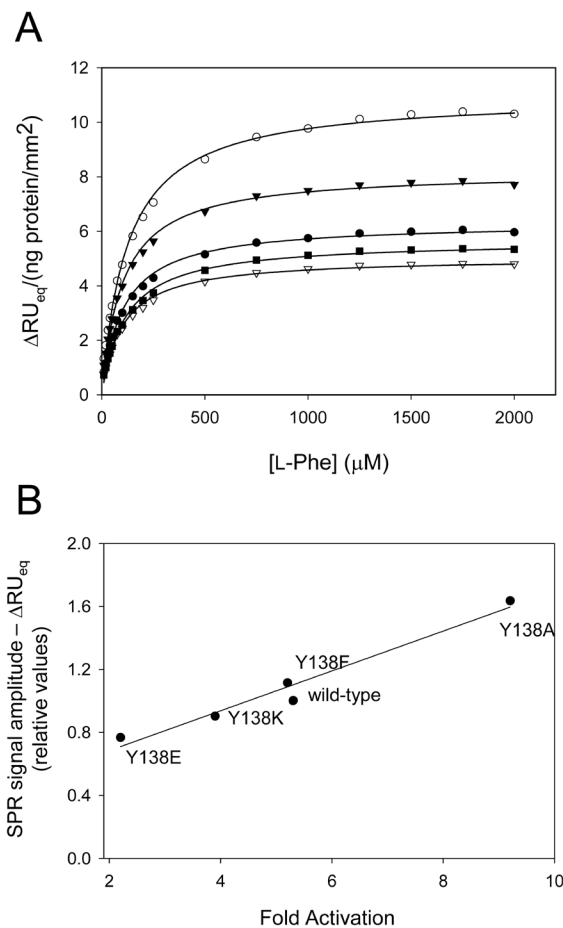 A
12
10
8
6
4
2
0
ΔRUeq/(ng protein/mm2)
0 500 1000 1500 2000
[L-Phe] (μM)
B
2.0
1.6
1.2
0.8
0.4
0.0
SPR signal amplitude – ΔRUeq
(relative values)
Y138A
Y138F
wild-type
Y138K
Y138E
2 4 6 8 10
Fold Activation